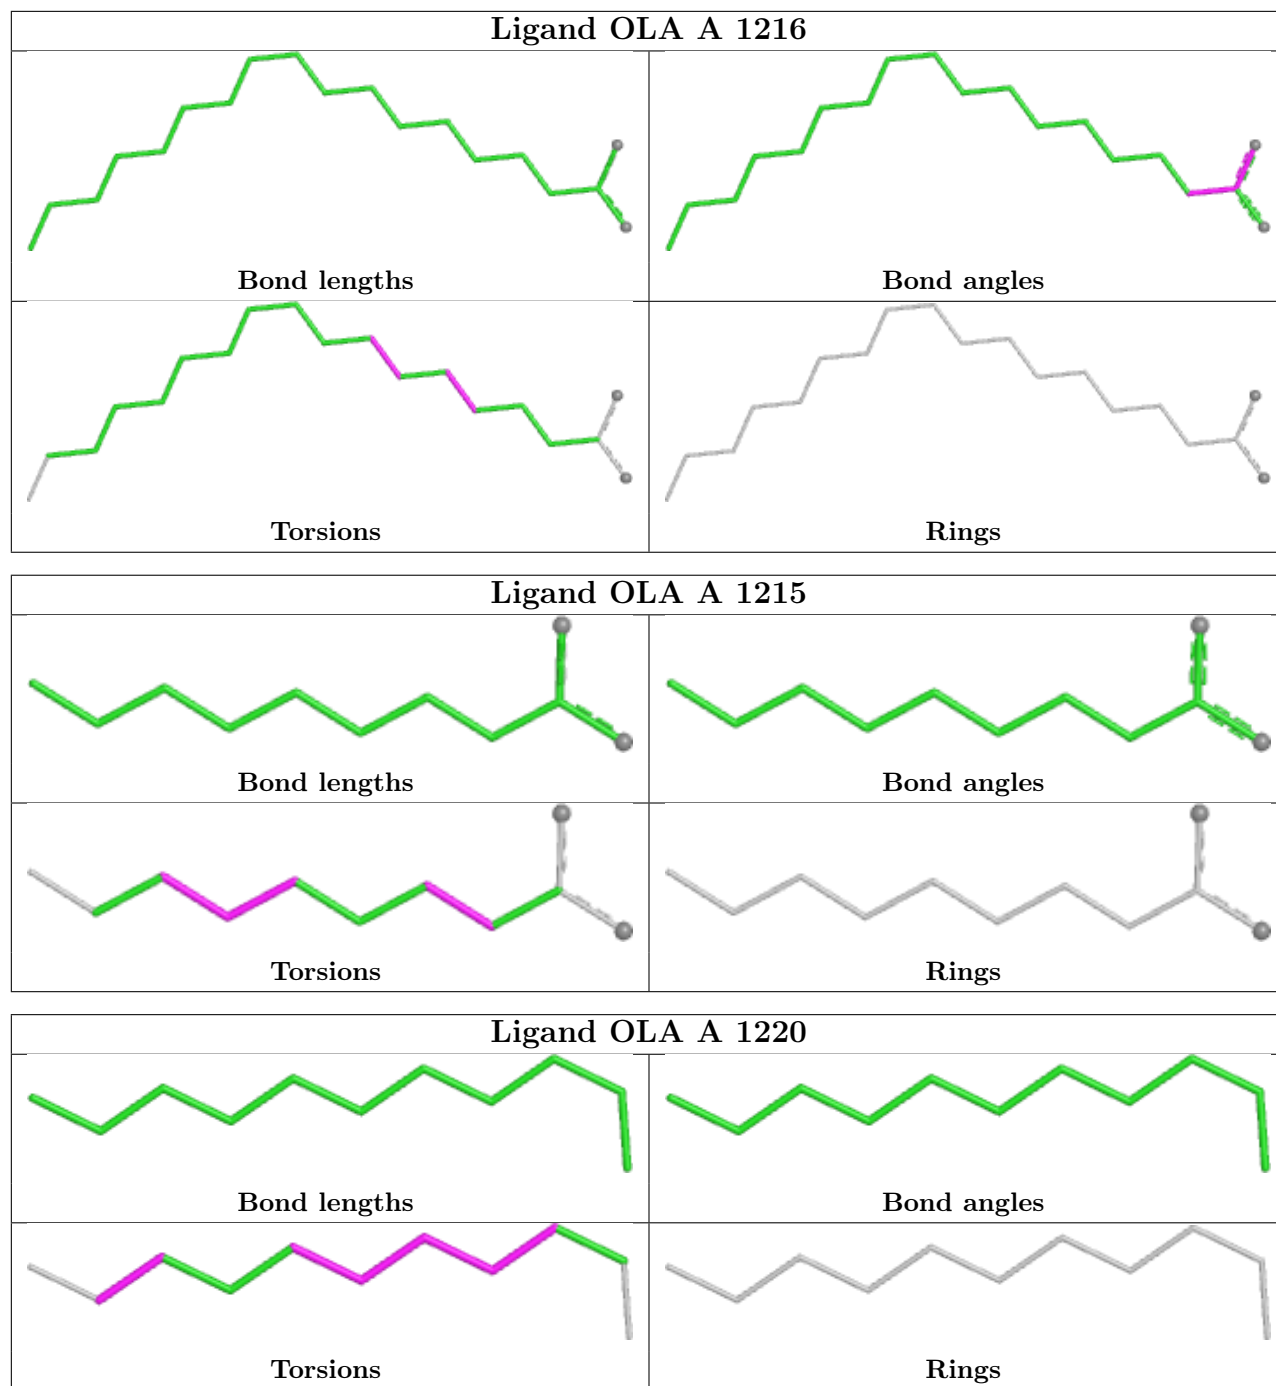 Ligand OLA A 1216
Bond lengths
Bond angles
Torsions
Rings
Ligand OLA A 1215
Bond lengths
Bond angles
Torsions
Rings
Ligand OLA A 1220
Bond lengths
Bond angles
Torsions
Rings